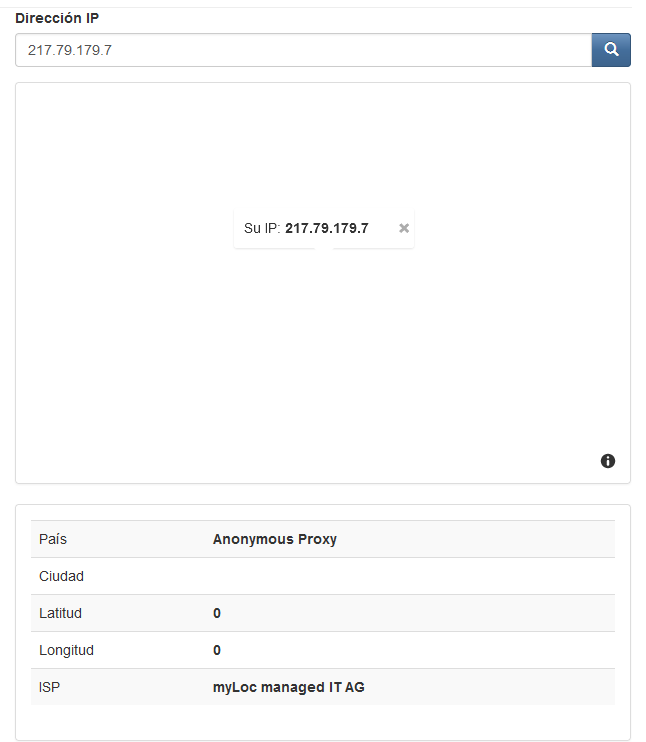 Dirección IP
217.79.179.7
Su IP: 217.79.179.7
País Anonymous Proxy
Ciudad
Latitud 0
Longitud 0
ISP myLoc managed IT AG